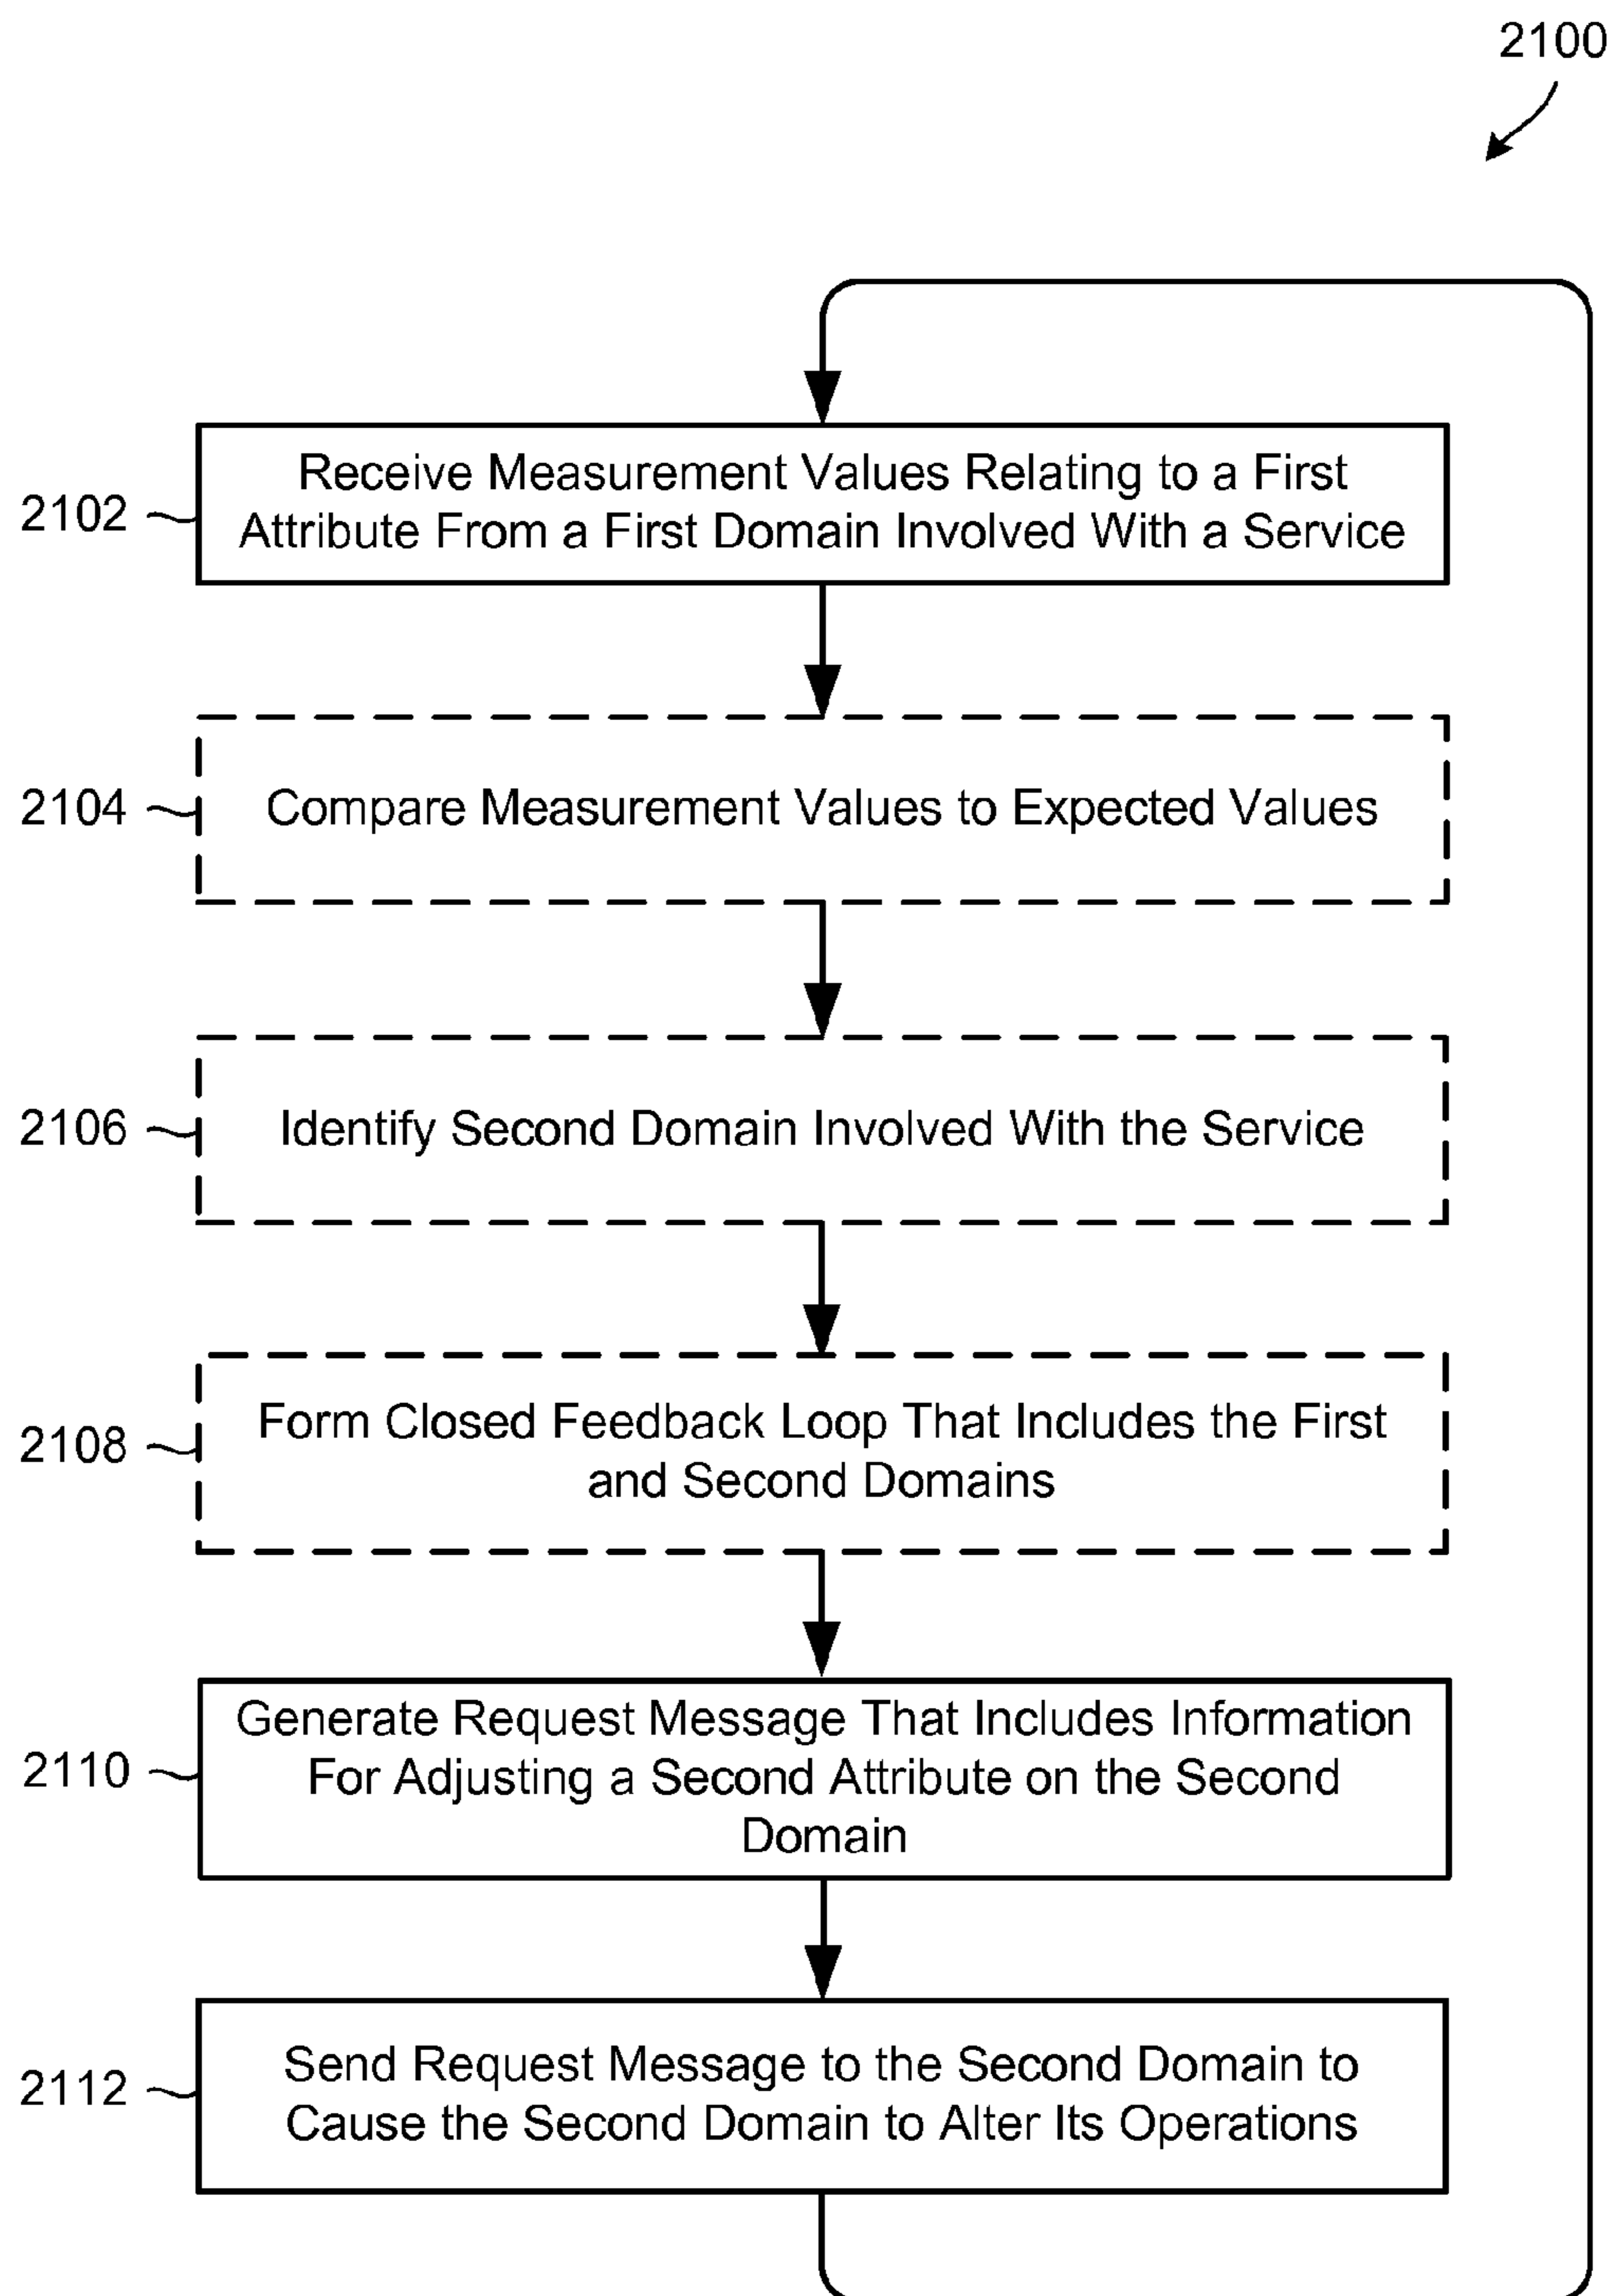 2100
2102
Receive Measurement Values Relating to a First
Attribute From a First Domain Involved With a Service
2104
Compare Measurement Values to Expected Values
2106
Identify Second Domain Involved With the Service
2108
Form Closed Feedback Loop That Includes the First
and Second Domains
2110
Generate Request Message That Includes Information
For Adjusting a Second Attribute on the Second
Domain
2112
Send Request Message to the Second Domain to
Cause the Second Domain to Alter Its Operations